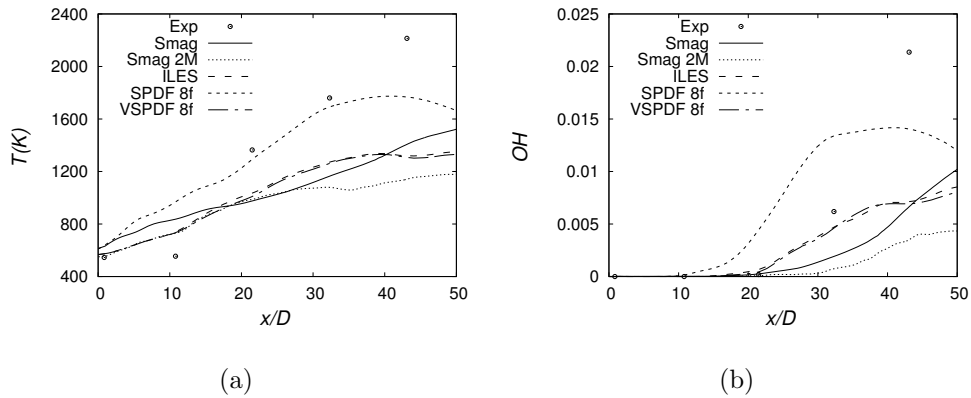 2400
2000
1600
1200
800
400
T(K)
0
10
20
30
40
50
x/D
Exp
Smag
Smag 2M
ILES
SPDF 8f
VSPDF 8f
(a)
0.025
0.02
0.015
0.01
0.005
0
OH
0
10
20
30
40
50
x/D
Exp
Smag
Smag 2M
ILES
SPDF 8f
VSPDF 8f
(b)